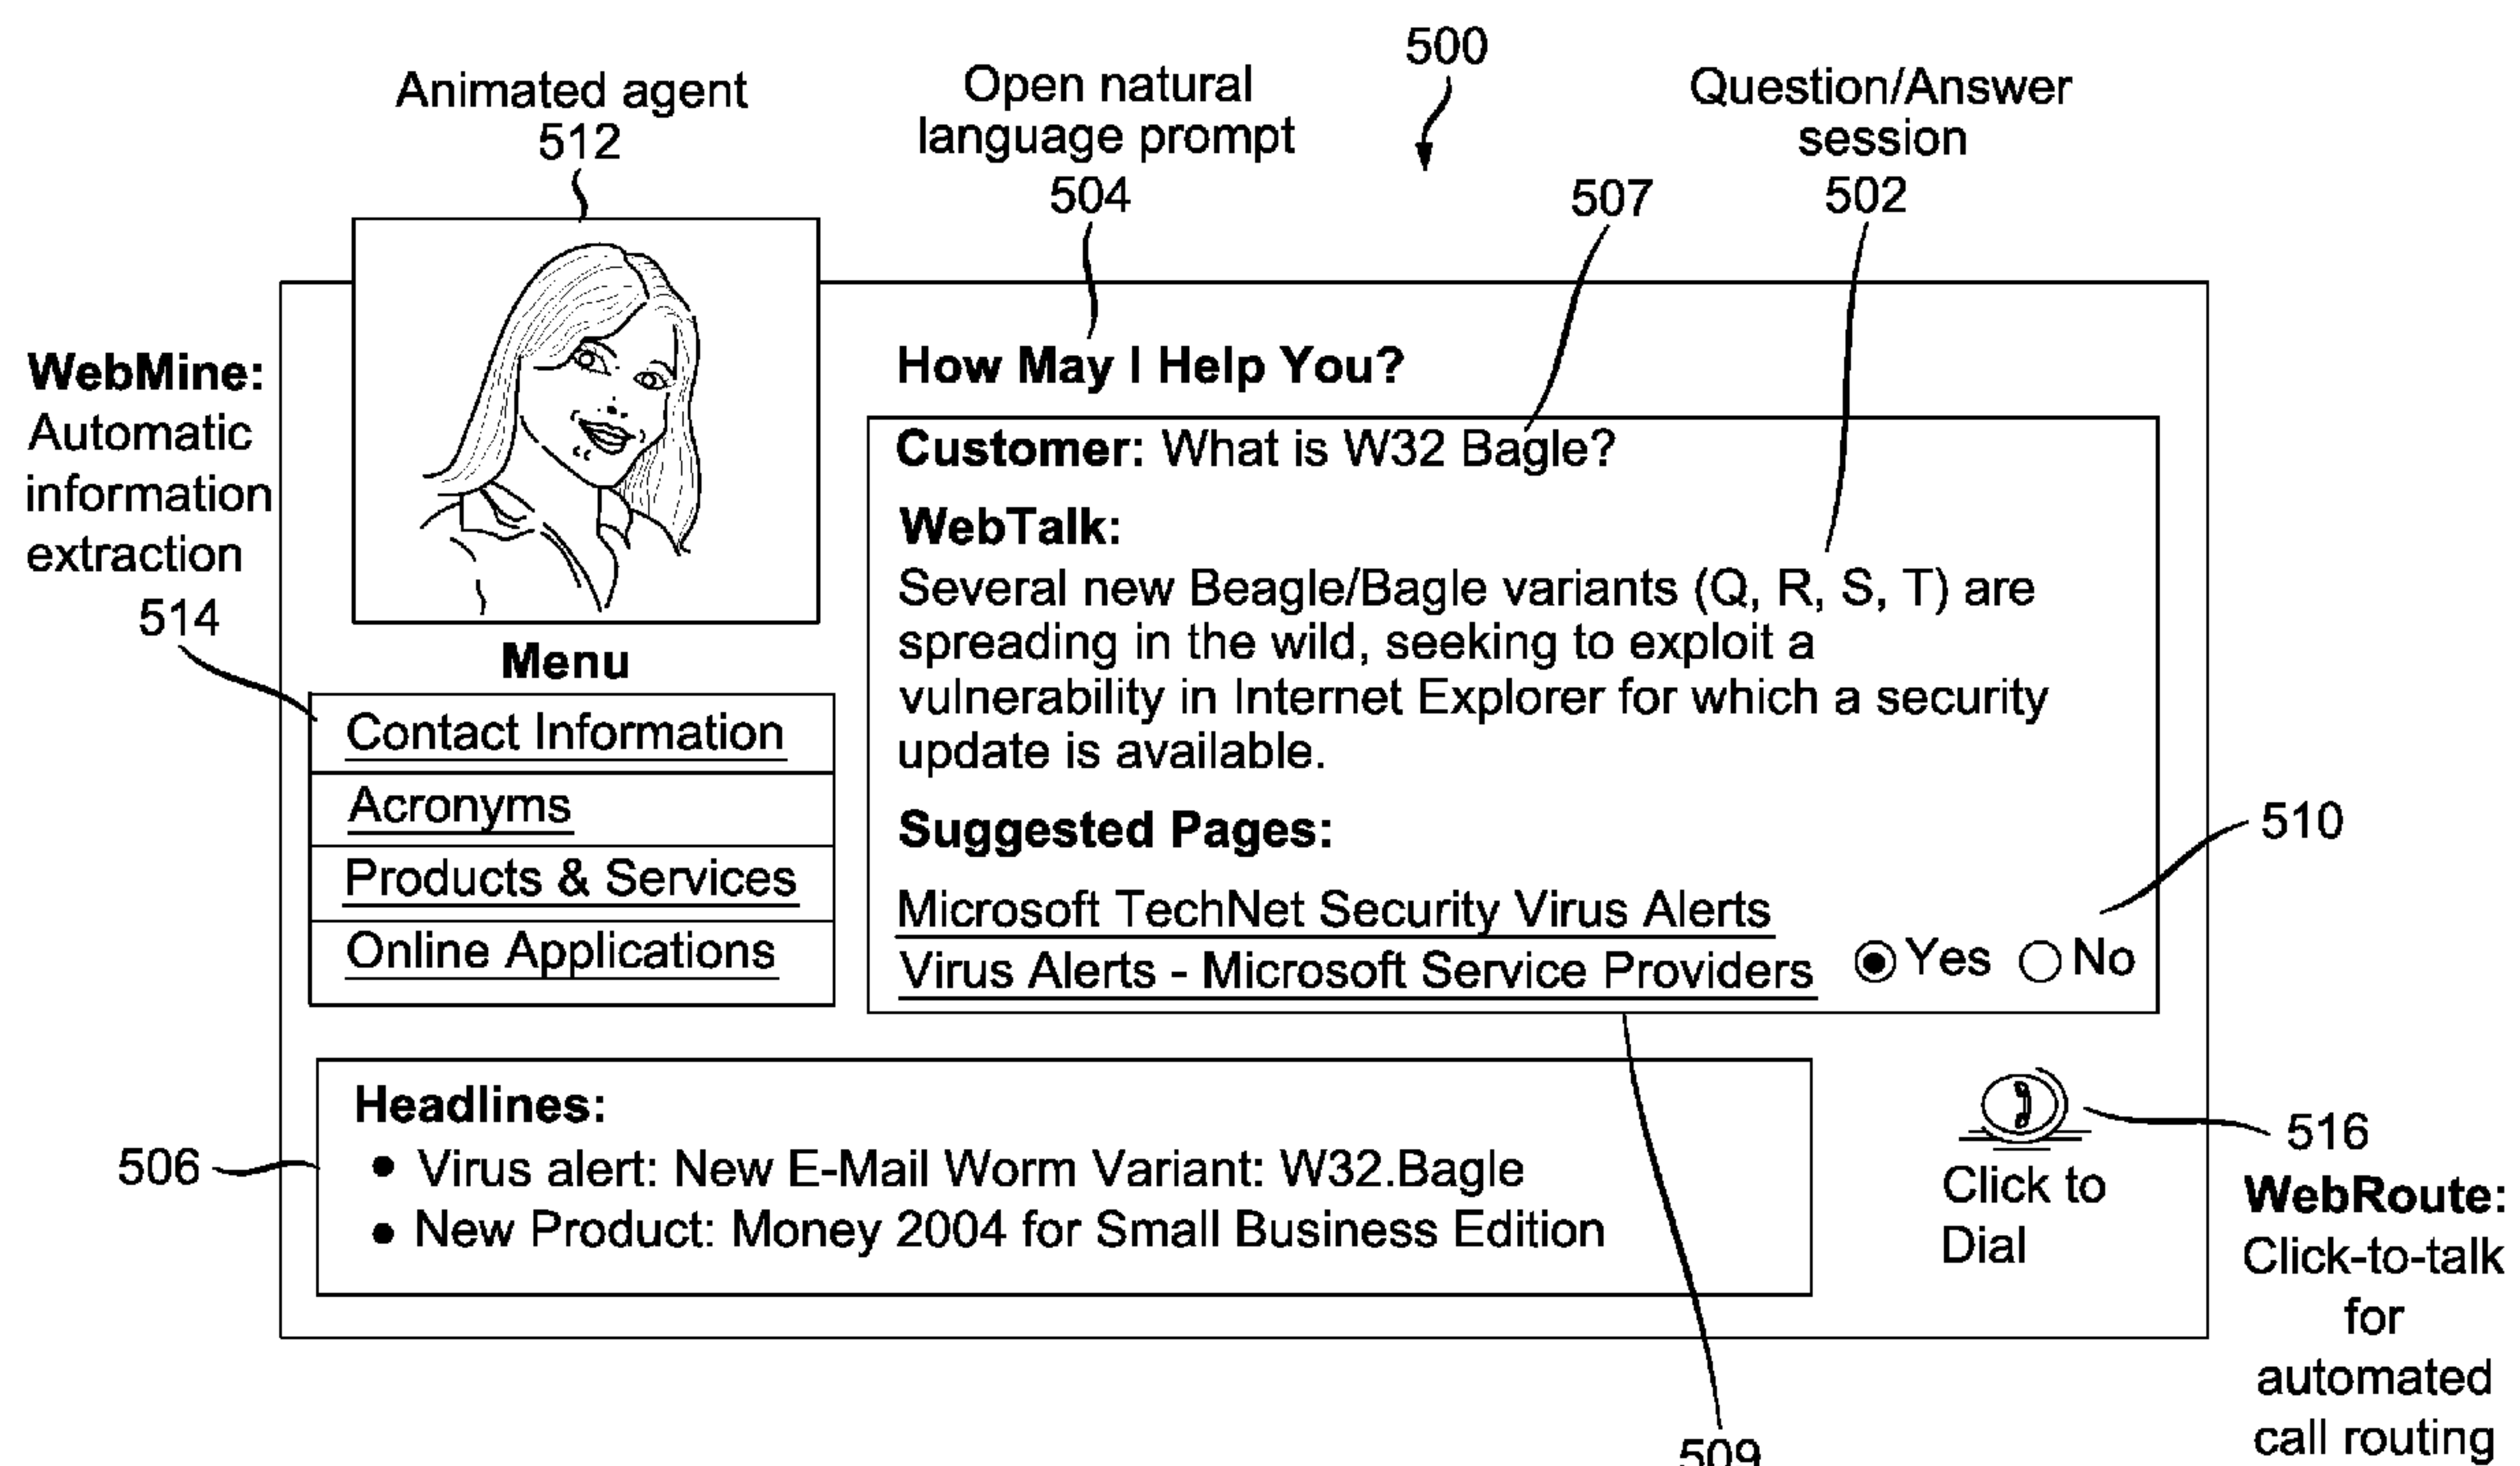 500
Animated agent
512
Open natural
language prompt
504
Question/Answer
session
502
507
WebMine:
Automatic
information
extraction
514
How May I Help You?
Customer: What is W32 Bagle?
WebTalk:
Several new Beagle/Bagle variants (Q, R, S, T) are
spreading in the wild, seeking to exploit a
vulnerability in Internet Explorer for which a security
update is available.
Suggested Pages:
Microsoft TechNet Security Virus Alerts
Virus Alerts - Microsoft Service Providers
Yes No
510
Menu
Contact Information
Acronyms
Products & Services
Online Applications
506
Headlines:
• Virus alert: New E-Mail Worm Variant: W32.Bagle
• New Product: Money 2004 for Small Business Edition
Click to
Dial
516
WebRoute:
Click-to-talk
for
automated
call routing
509